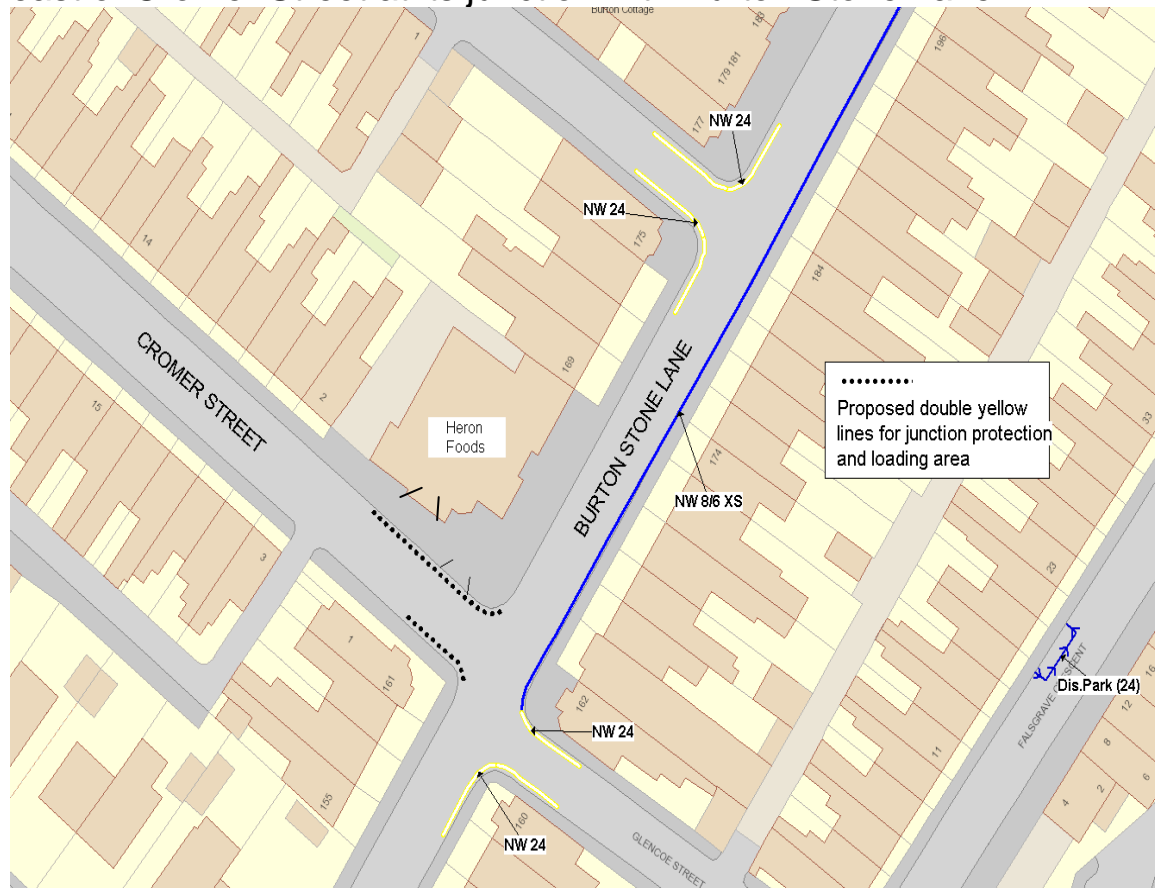 Burton Cottage
1
183
196
179 181
177
NW 24
NW 24
175
14
184
CROMER STREET
169
BURTON STONE LANE
Proposed double yellow
lines for junction protection
and loading area
33
15
2
Heron
Foods
174
NW 8/6 XS
3
23
1
161
Dis.Park (24)
FALSGRAVE CRESCENT
162
16
12
NW 24
11
8
6
2
4
155
160
NW 24
GLENCOE STREET